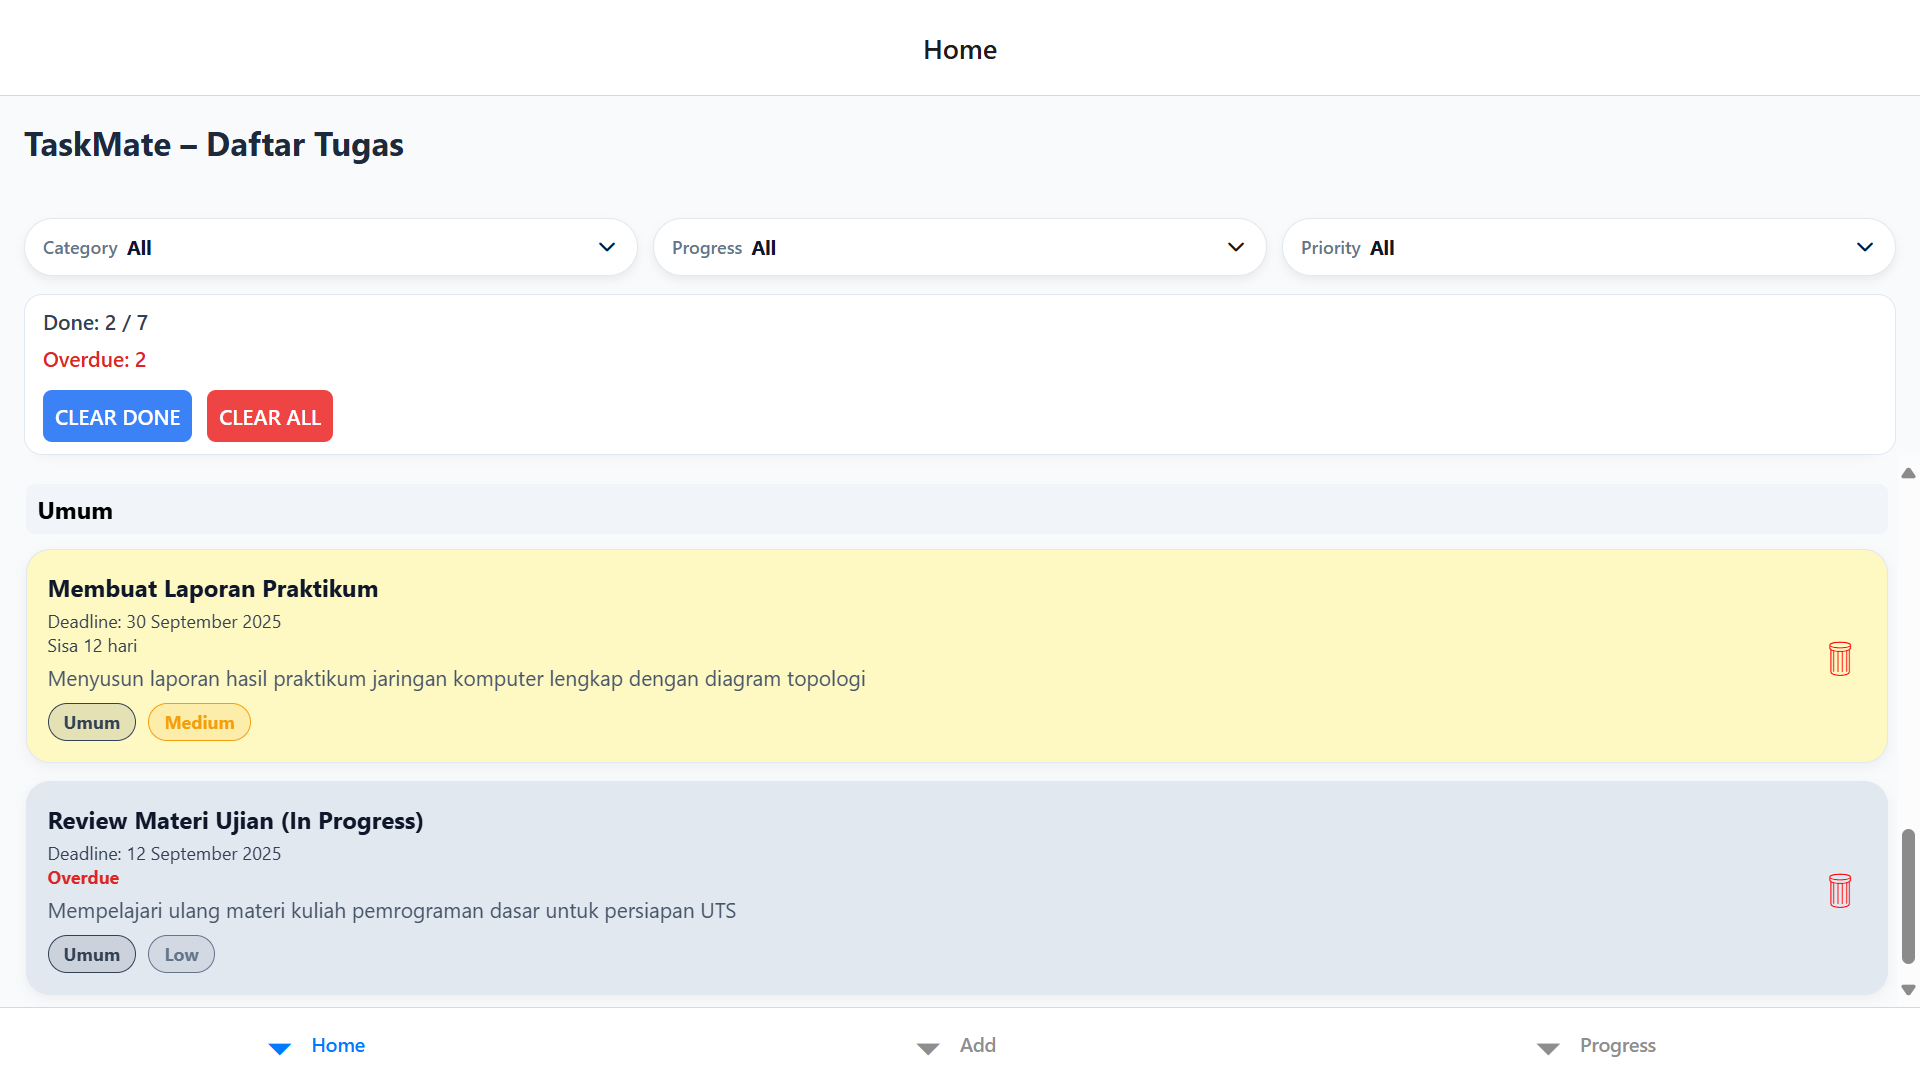 Home
TaskMate – Daftar Tugas
Category All
Progress All
Priority All
Done: 2 / 7
Overdue: 2
CLEAR DONE
CLEAR ALL
Umum
Membuat Laporan Praktikum
Deadline: 30 September 2025
Sisa 12 hari
Menyusun laporan hasil praktikum jaringan komputer lengkap dengan diagram topologi
Umum
Medium
Review Materi Ujian (In Progress)
Deadline: 12 September 2025
Overdue
Mempelajari ulang materi kuliah pemrograman dasar untuk persiapan UTS
Umum
Low
Home
Add
Progress